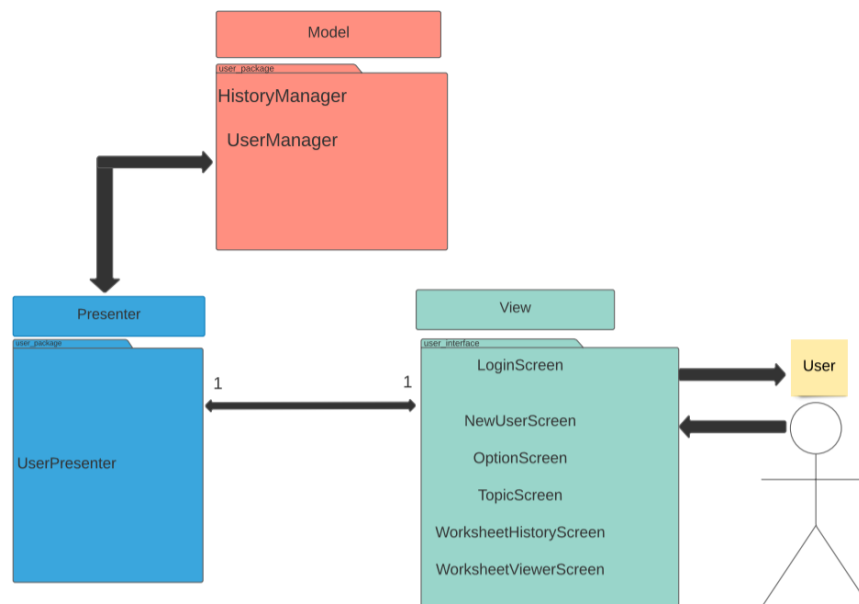 Model
user_package
HistoryManager
UserManager
Presenter
user_package
UserPresenter
1
1
View
user_interface
LoginScreen
NewUserScreen
OptionScreen
TopicScreen
WorksheetHistoryScreen
WorksheetViewerScreen
User